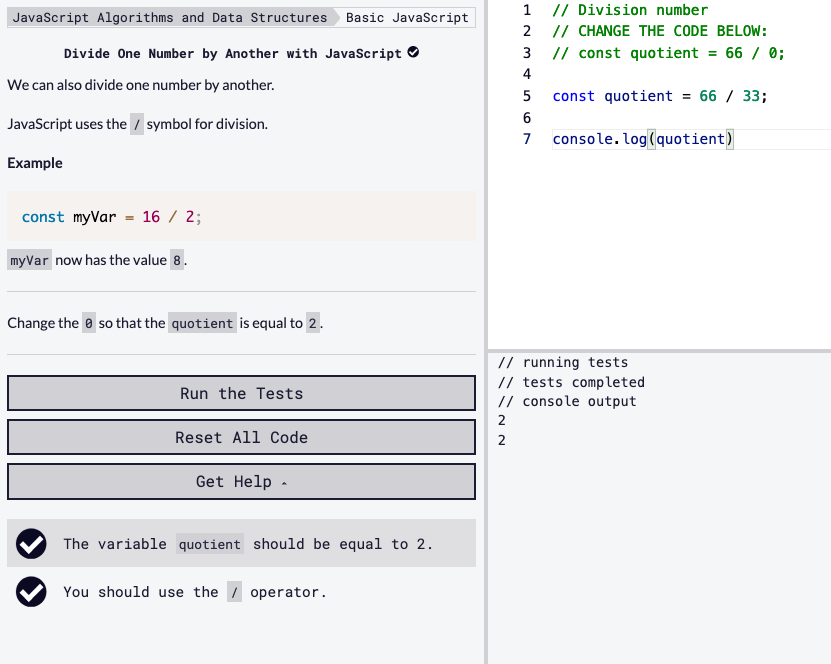 JavaScript Algorithms and Data Structures Basic JavaScript
Divide One Number by Another with JavaScript
We can also divide one number by another.
JavaScript uses the / symbol for division.
Example
const myVar = 16 / 2;
myVar now has the value 8.
Change the 0 so that the quotient is equal to 2.
Run the Tests
Reset All Code
Get Help
The variable quotient should be equal to 2.
You should use the / operator.
1 // Division number
2 // CHANGE THE CODE BELOW:
3 // const quotient = 66 / 0;
4
5 const quotient = 66 / 33;
6
7 console.log(quotient)
// running tests
// tests completed
// console output
2
2